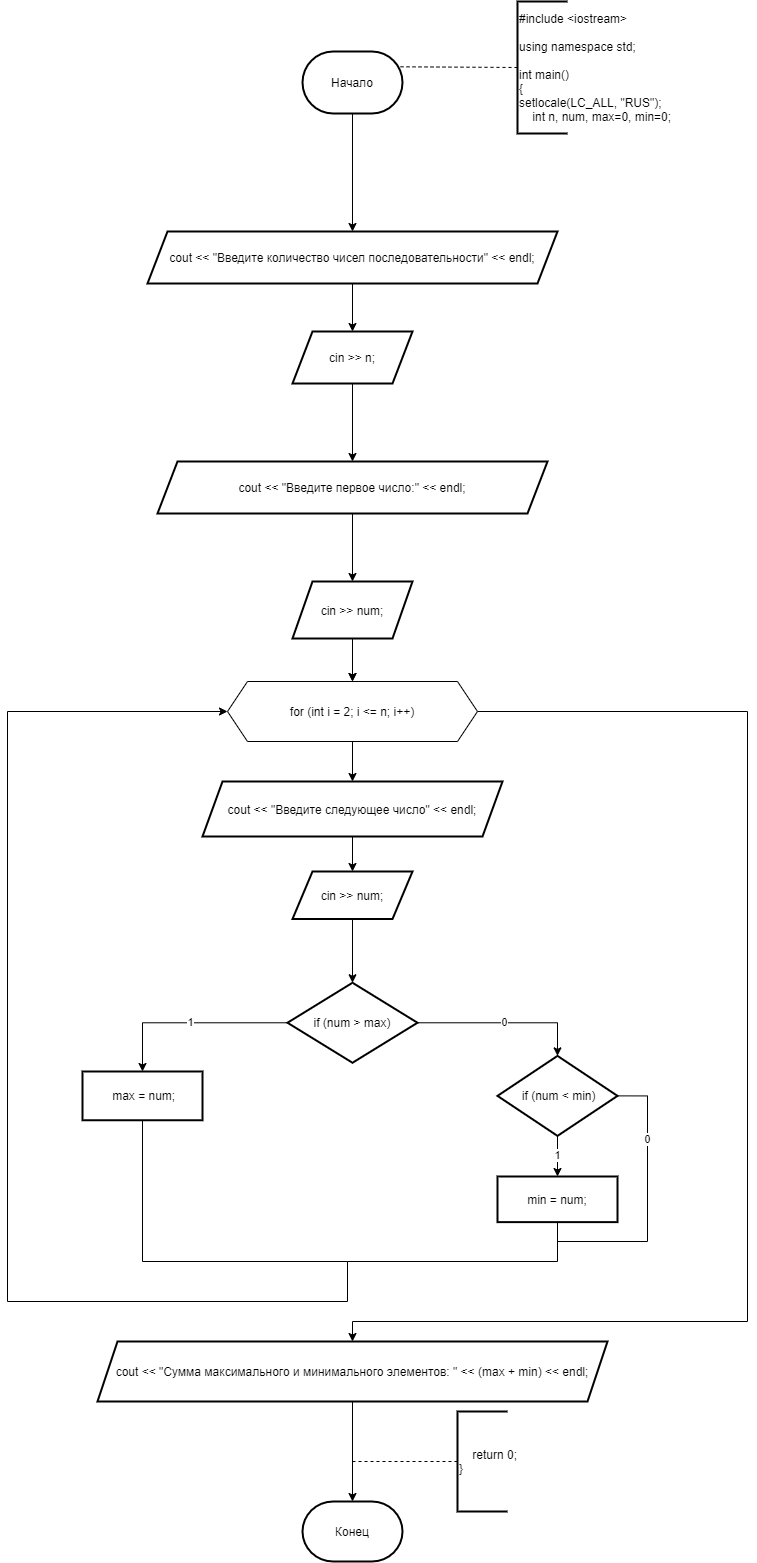 #include <iostream>
using namespace std;
int main()
{
setlocale(LC_ALL, "RUS");
int n, num, max=0, min=0;
Начало
cout << "Введите количество чисел последовательности" << endl;
cin >> n;
cout << "Введите первое число:" << endl;
cin >> num;
for (int i = 2; i <= n; i++)
cout << "Введите следующее число" << endl;
cin >> num;
if (num > max)
1
0
max = num;
if (num < min)
0
1
min = num;
cout << "Сумма максимального и минимального элементов: " << (max + min) << endl;
return 0;
}
Конец